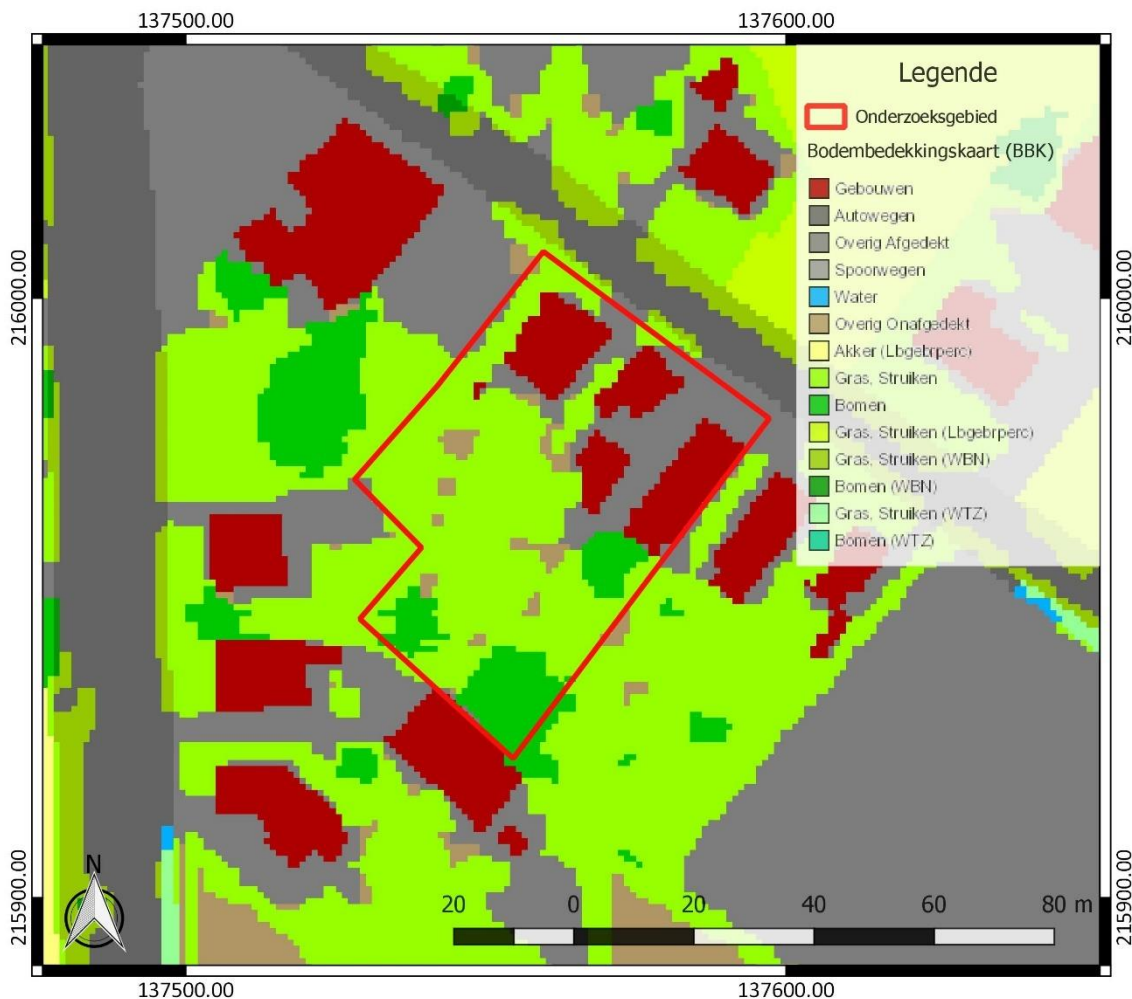 137500.00
137600.00
Legende
Onderzoeksgebied
Bodembedekkingskaart (BBK)
Gebouwen
Autowegen
Overig Afgedekt
Spoorwegen
Water
Overig Onafgedekt
Akker (Lbgebrperc)
Gras, Struiken
Bomen
Gras, Struiken (Lbgebrperc)
Gras, Struiken (WBN)
Bomen (WBN)
Gras, Struiken (WTZ)
Bomen (WTZ)
216000.00
216000.00
215900.00
215900.00
N
20 0 20 40 60 80 m
137500.00
137600.00